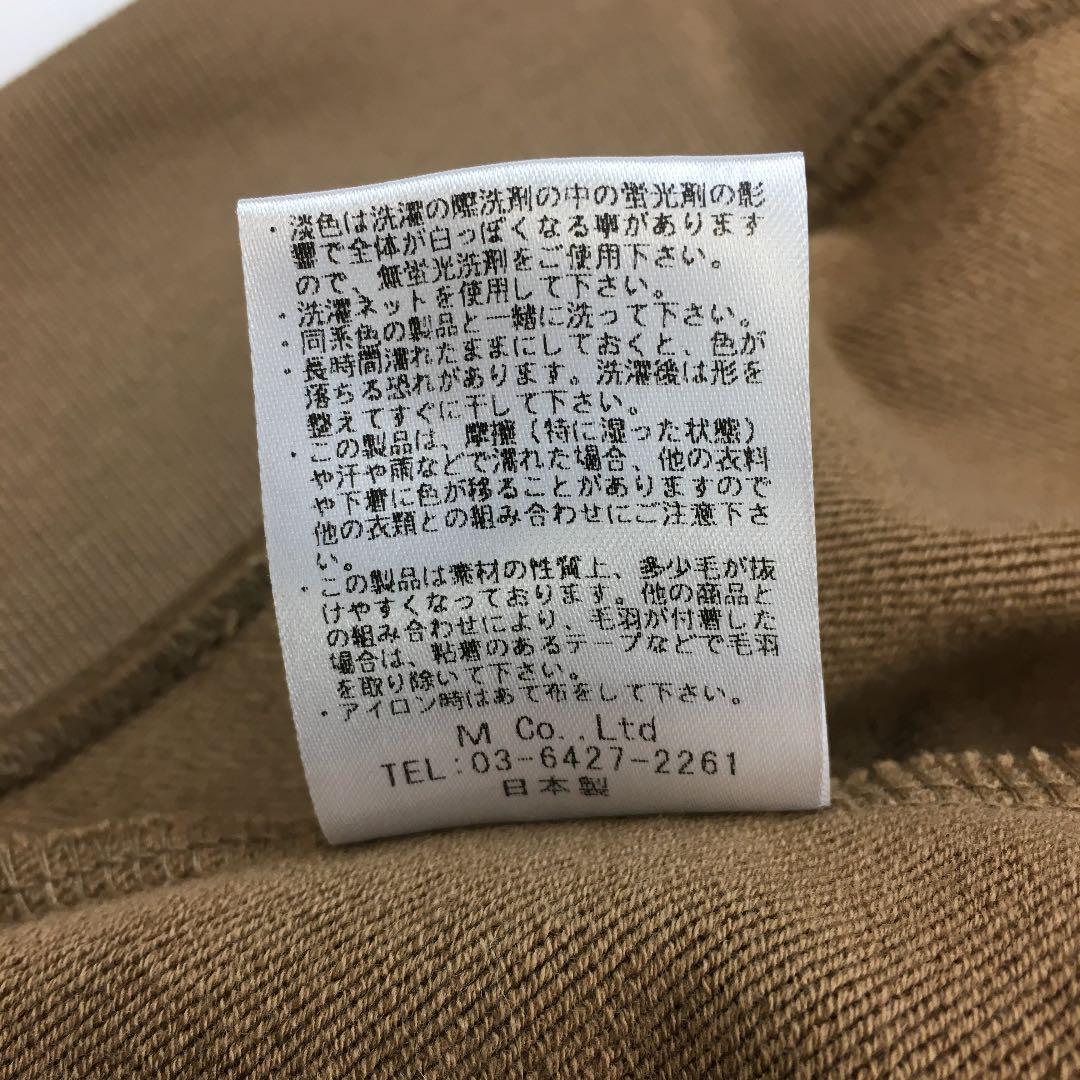 ・淡色は洗濯の際洗剤の中の蛍光剤の影
響で全体が白っぽくなる事があります
ので、無蛍光洗剤をご使用下さい。
・洗濯ネットを使用して下さい。
・同系色の製品と一緒に洗って下さい。
・長時間濡れたままにしておくと、色が
落ちる恐れがあります。洗濯後は形を
整えてすぐに干して下さい。
・この製品は、摩擦(特に湿った状態)
や汗や雨などで濡れた場合、他の衣料
や下着に色が移ることがありますので
他の衣類との組み合わせにご注意下さ
い。
・この製品は素材の性質上、多少毛が抜
けやすくなっております。他の商品と
の組み合わせにより、毛羽が付着した
場合は、粘着のあるテープなどで毛羽
を取り除いて下さい。
・アイロン時はあて布をして下さい。
M Co.,Ltd
TEL:03-6427-2261
日本製